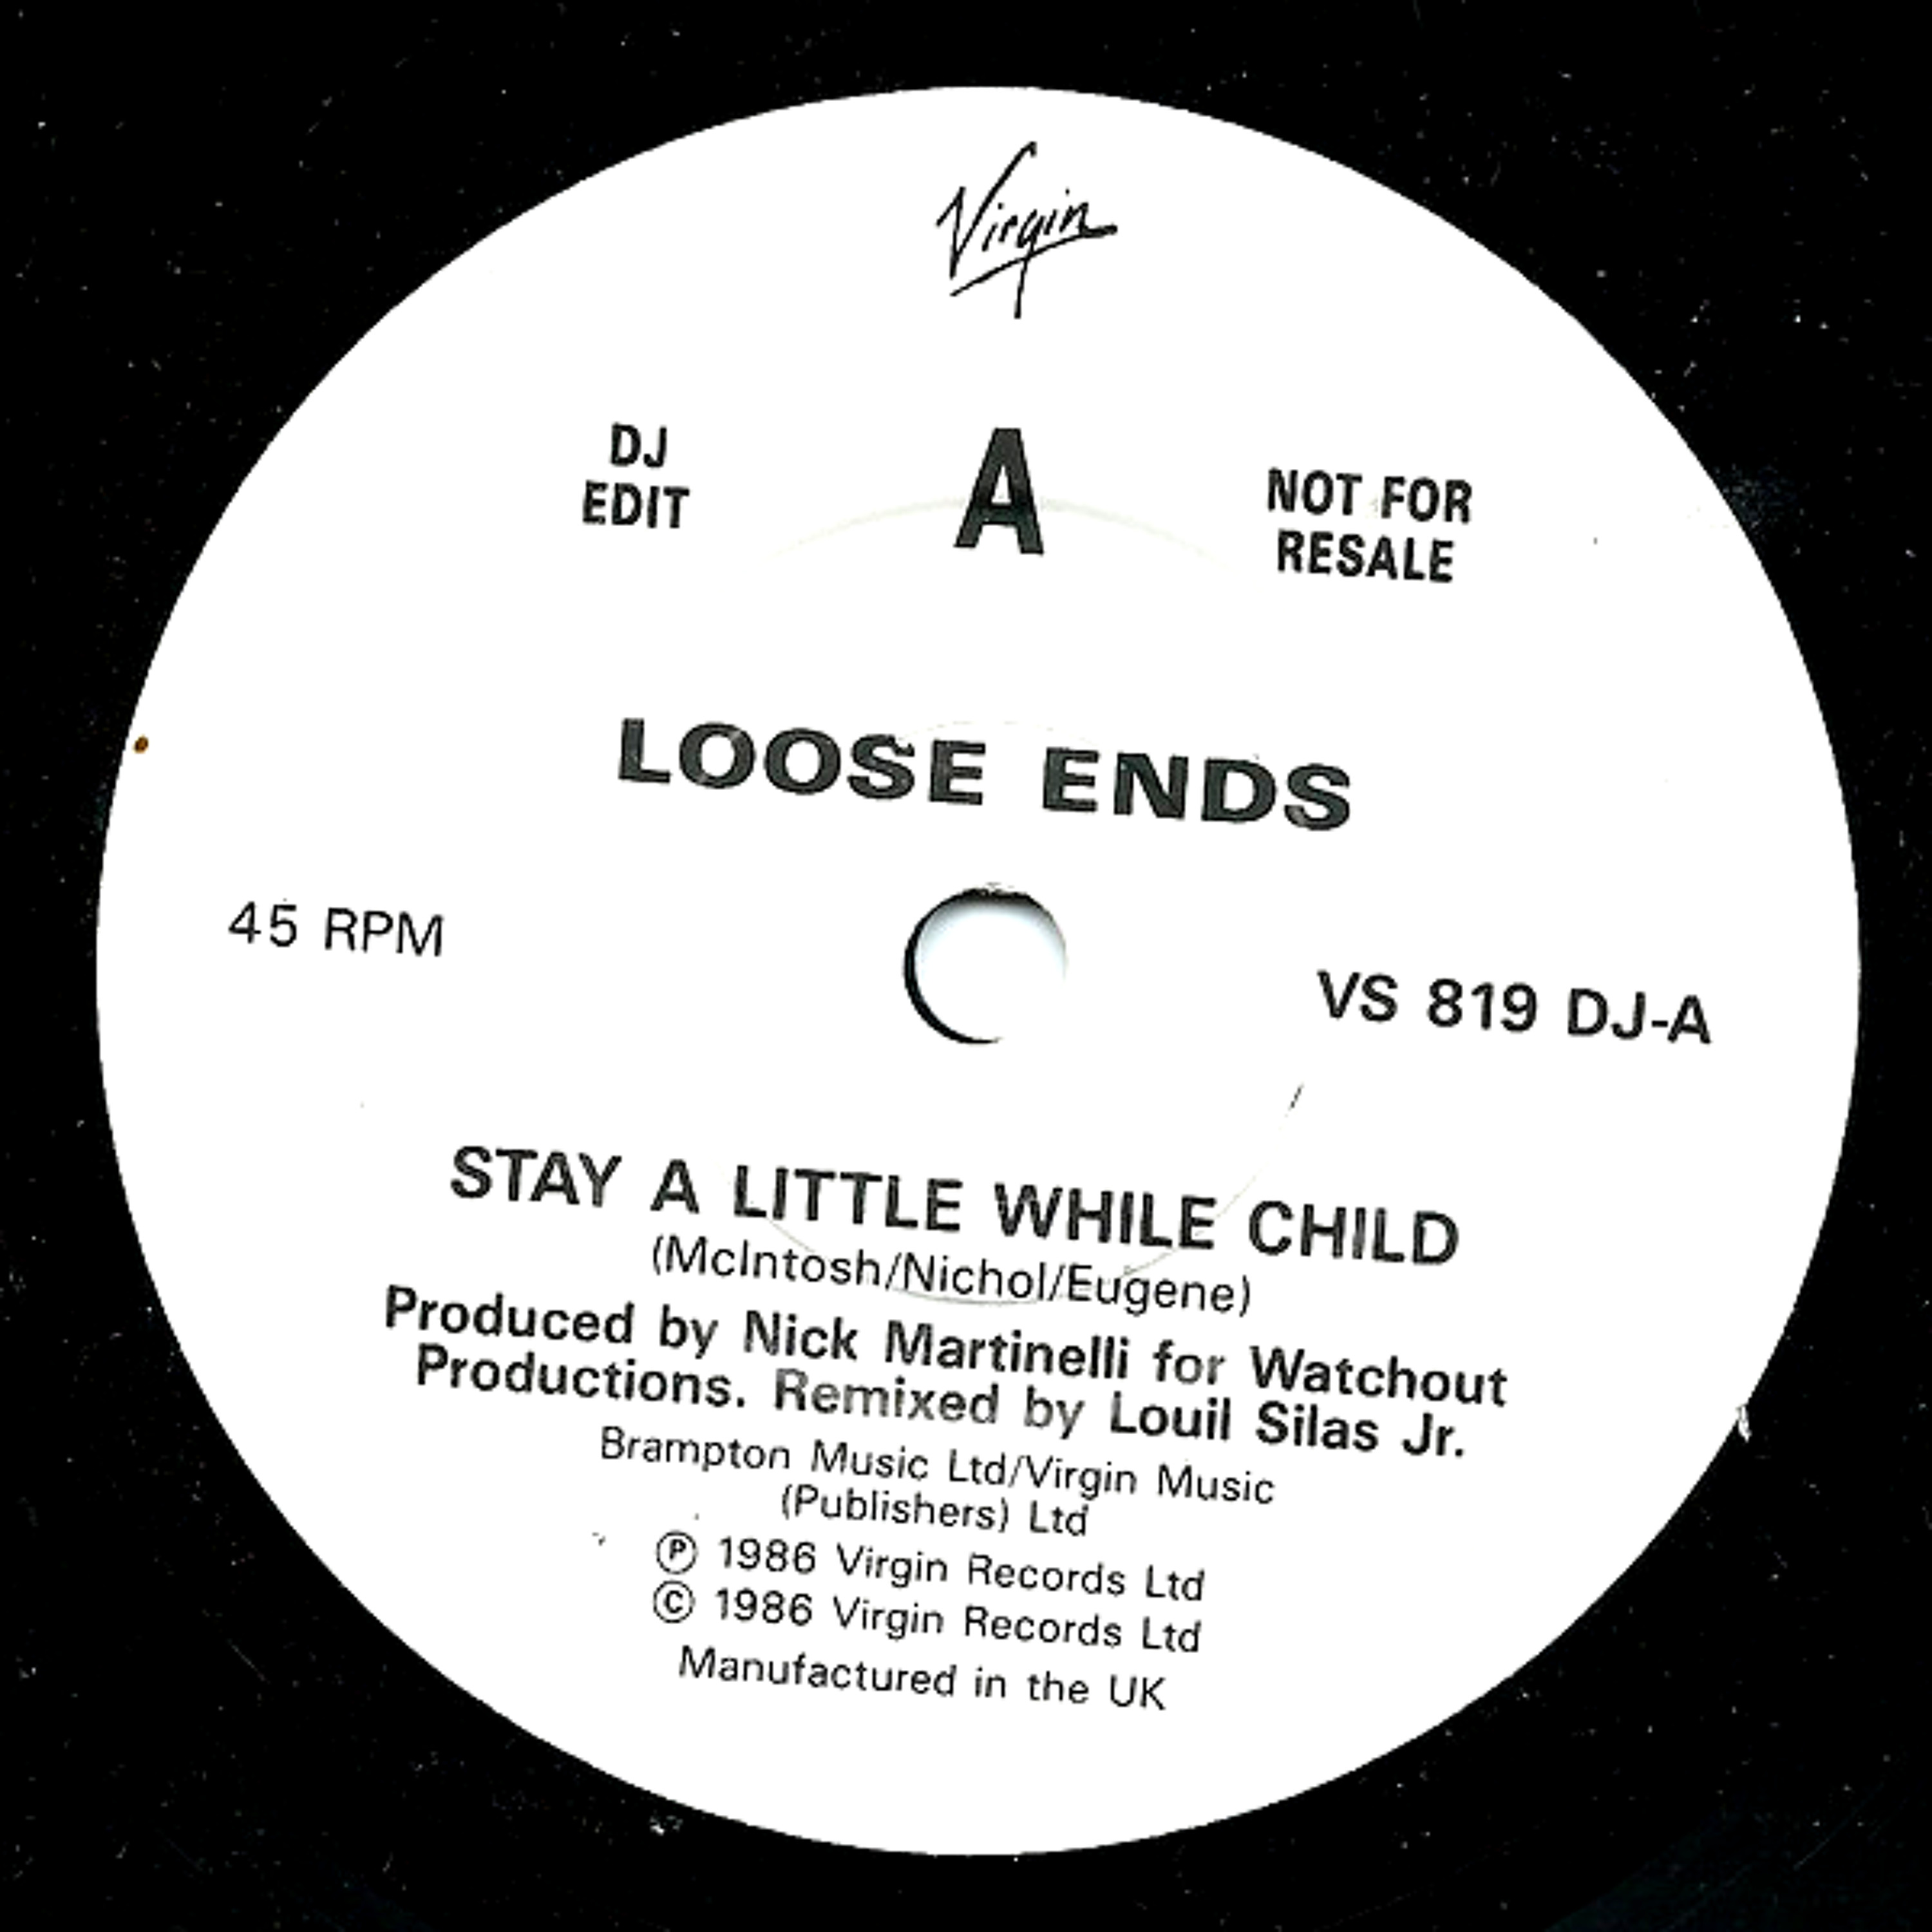 Virgin
DJ
EDIT
A
NOT FOR
RESALE
LOOSE ENDS
45 RPM
VS 819 DJ-A
STAY A LITTLE WHILE CHILD
(McIntosh/Nichol/Eugene)
Produced by Nick Martinelli for Watchout
Productions. Remixed by Louil Silas Jr.
Brampton Music Ltd/Virgin Music
(Publishers) Ltd
Ⓟ 1986 Virgin Records Ltd
© 1986 Virgin Records Ltd
Manufactured in the UK